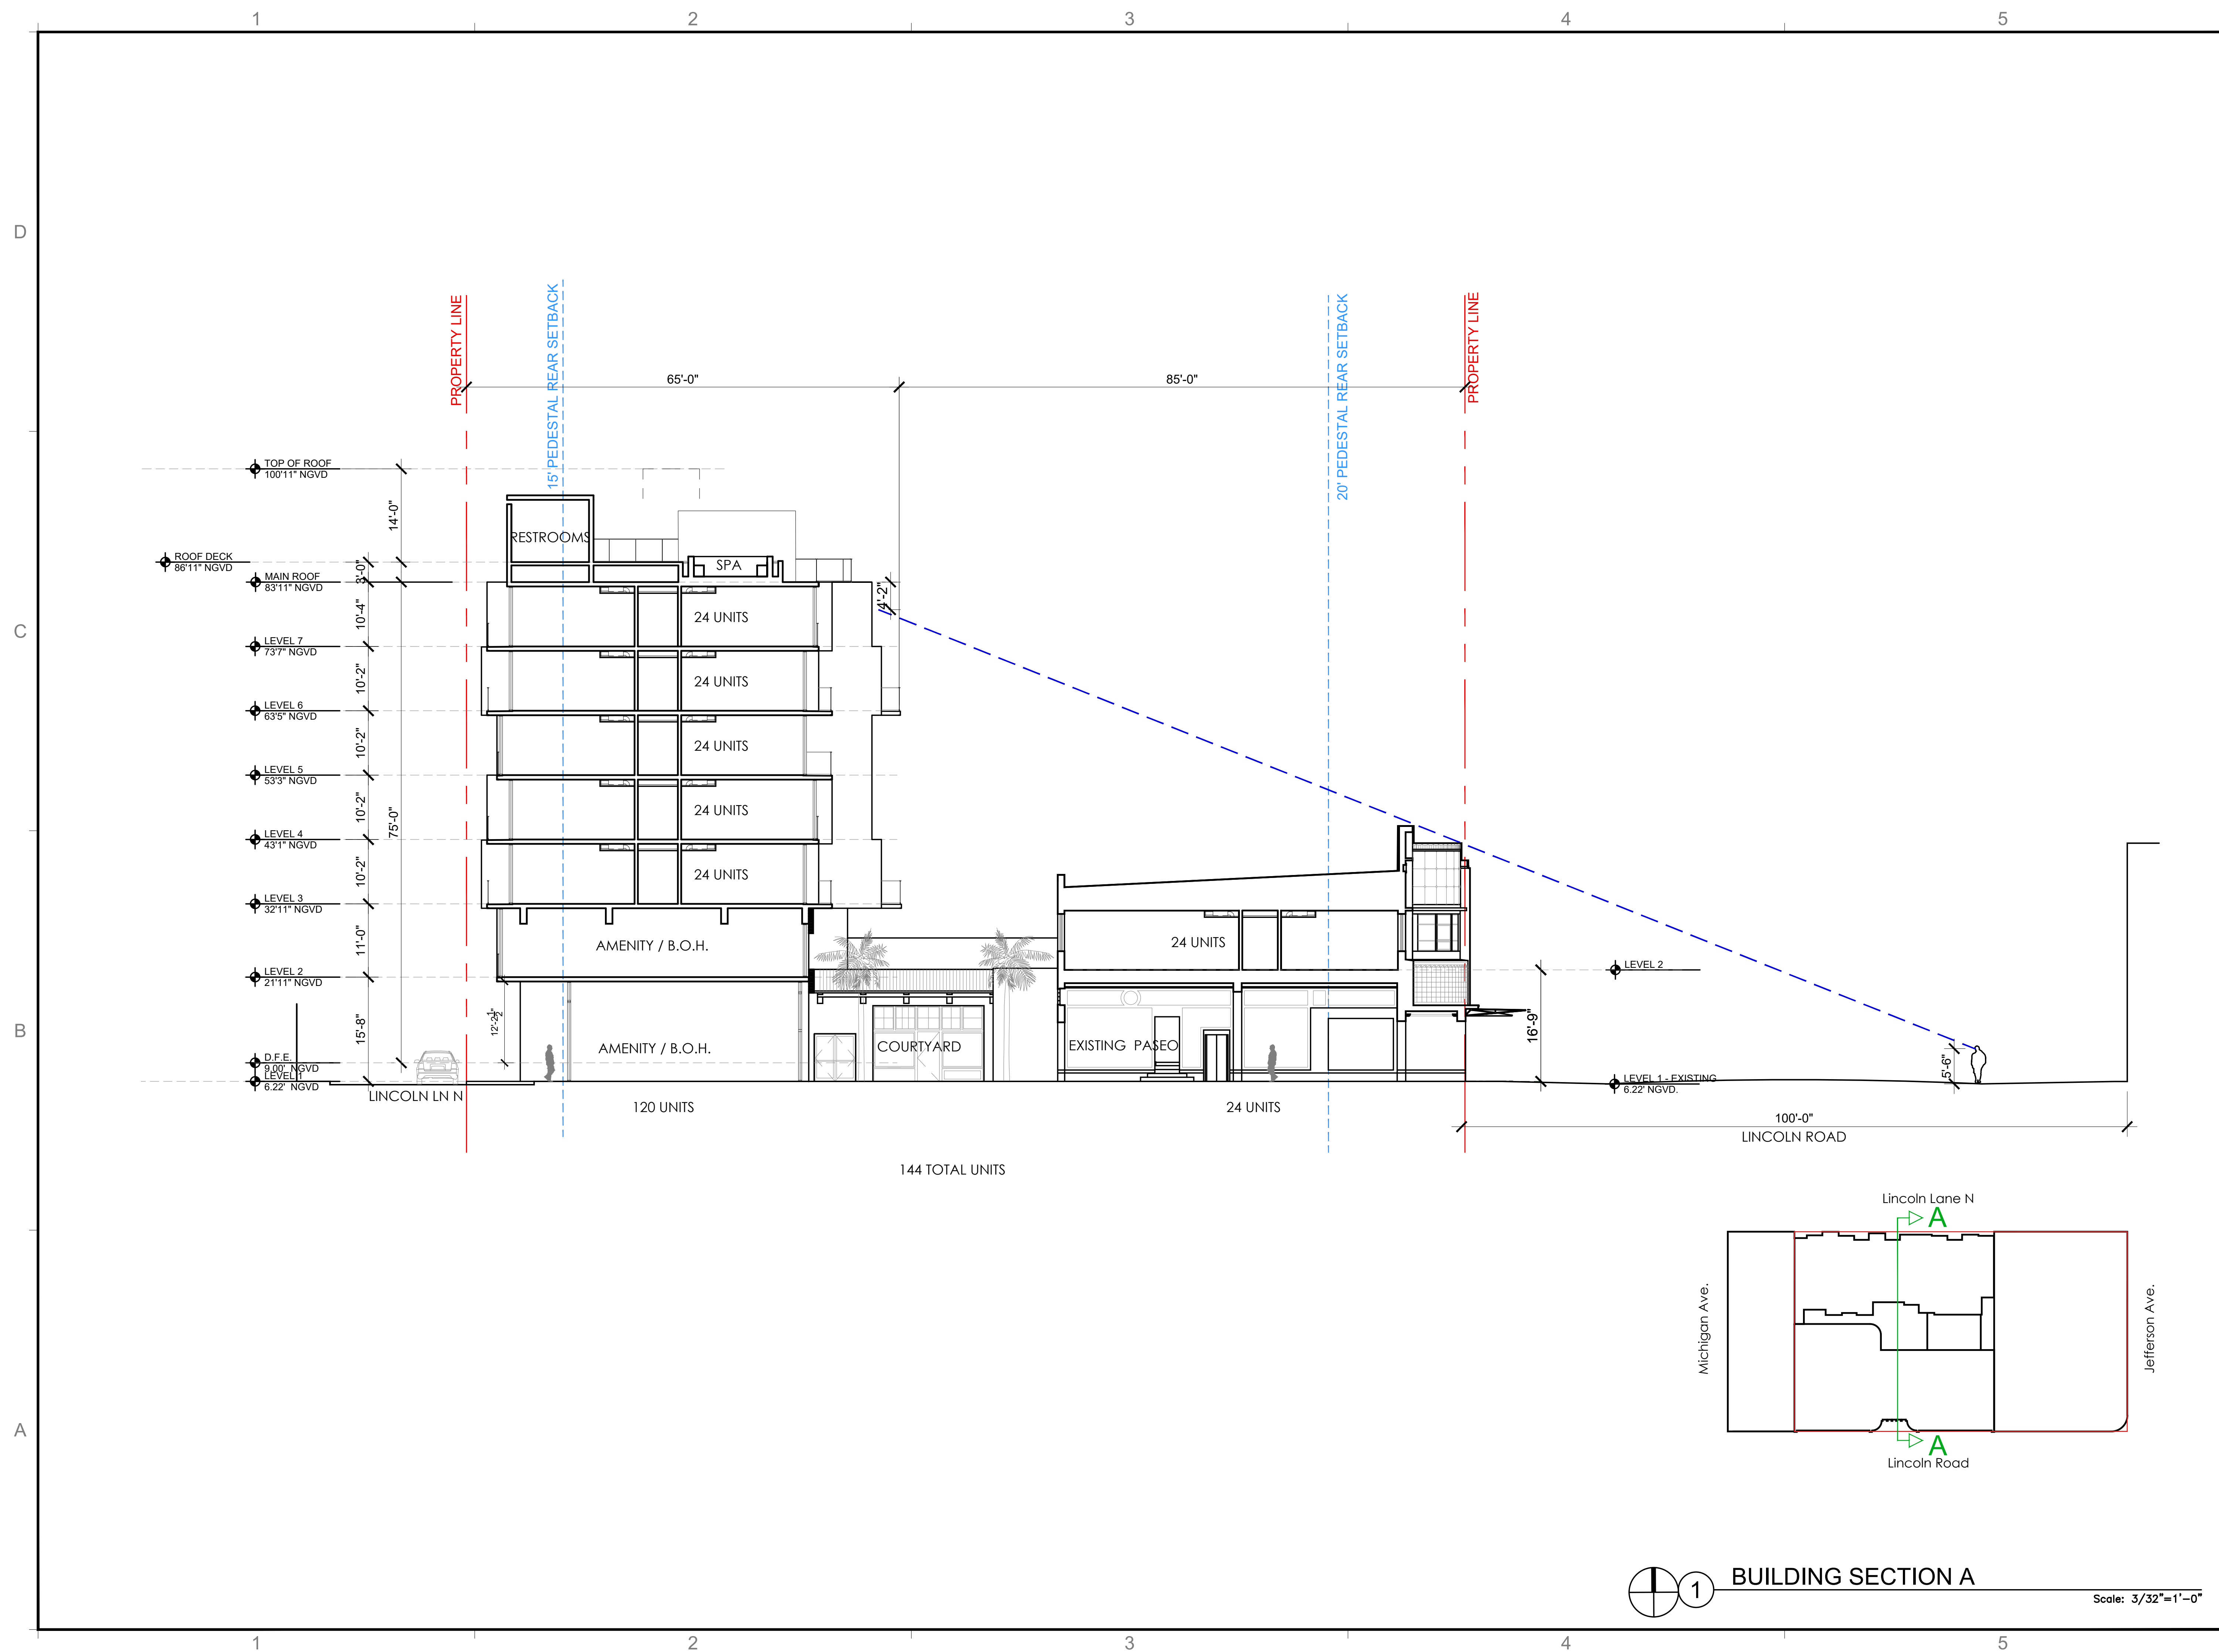 1
2
3
4
5
D
C
B
A
PROPERTY LINE
15' PEDESTAL REAR SETBACK
20' PEDESTAL REAR SETBACK
PROPERTY LINE
65'-0"
85'-0"
TOP OF ROOF
100'11" NGVD
14'-0"
ROOF DECK
86'11" NGVD
3'-0"
MAIN ROOF
83'11" NGVD
10'-4"
LEVEL 7
73'7" NGVD
10'-2"
LEVEL 6
63'5" NGVD
10'-2"
LEVEL 5
53'3" NGVD
10'-2"
75'-0"
LEVEL 4
43'1" NGVD
10'-2"
LEVEL 3
32'11" NGVD
11'-0"
LEVEL 2
21'11" NGVD
15'-8"
12'-2½"
D.F.E.
9.00' NGVD
LEVEL 1
6.22' NGVD
RESTROOMS
SPA
4'-2"
24 UNITS
24 UNITS
24 UNITS
24 UNITS
24 UNITS
AMENITY / B.O.H.
AMENITY / B.O.H.
COURTYARD
24 UNITS
EXISTING PASEO
LEVEL 2
16'-9"
LEVEL 1 - EXISTING
6.22' NGVD.
5'-6"
LINCOLN LN N
120 UNITS
24 UNITS
100'-0"
LINCOLN ROAD
144 TOTAL UNITS
Lincoln Lane N
A
Michigan Ave.
Jefferson Ave.
A
Lincoln Road
1
BUILDING SECTION A
Scale: 3/32"=1'-0"
1
2
3
4
5